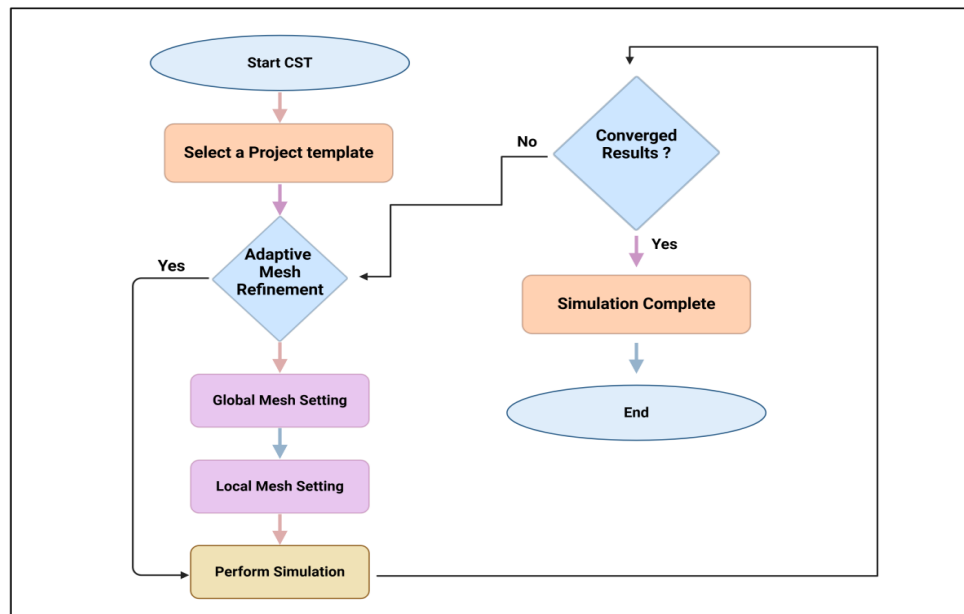 Start CST
Select a Project template
Adaptive
Mesh
Refinement
Yes
Global Mesh Setting
Local Mesh Setting
Perform Simulation
Converged
Results ?
No
Yes
Simulation Complete
End